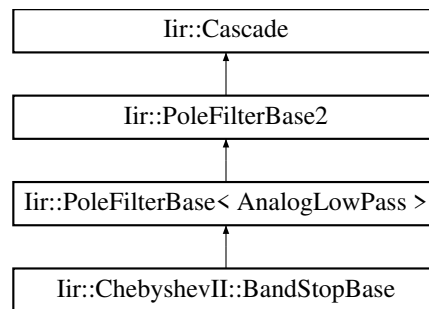 Iir::Cascade
Iir::PoleFilterBase2
Iir::PoleFilterBase< AnalogLowPass >
Iir::ChebyshevII::BandStopBase